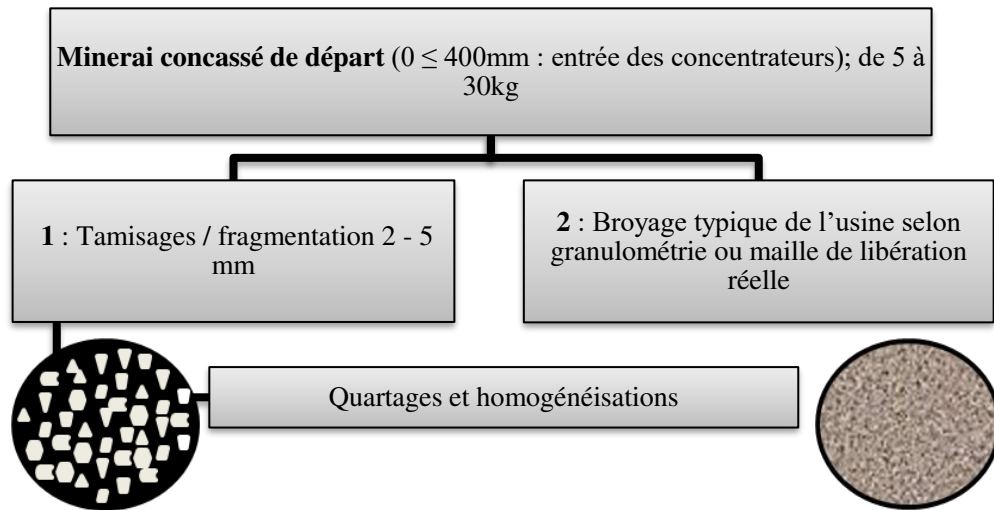 Minerai concassé de départ (0 ≤ 400mm : entrée des concentrateurs); de 5 à
30kg
1 : Tamisages / fragmentation 2 - 5
mm
2 : Broyage typique de l’usine selon
granulométrie ou maille de libération
réelle
Quartages et homogénéisations